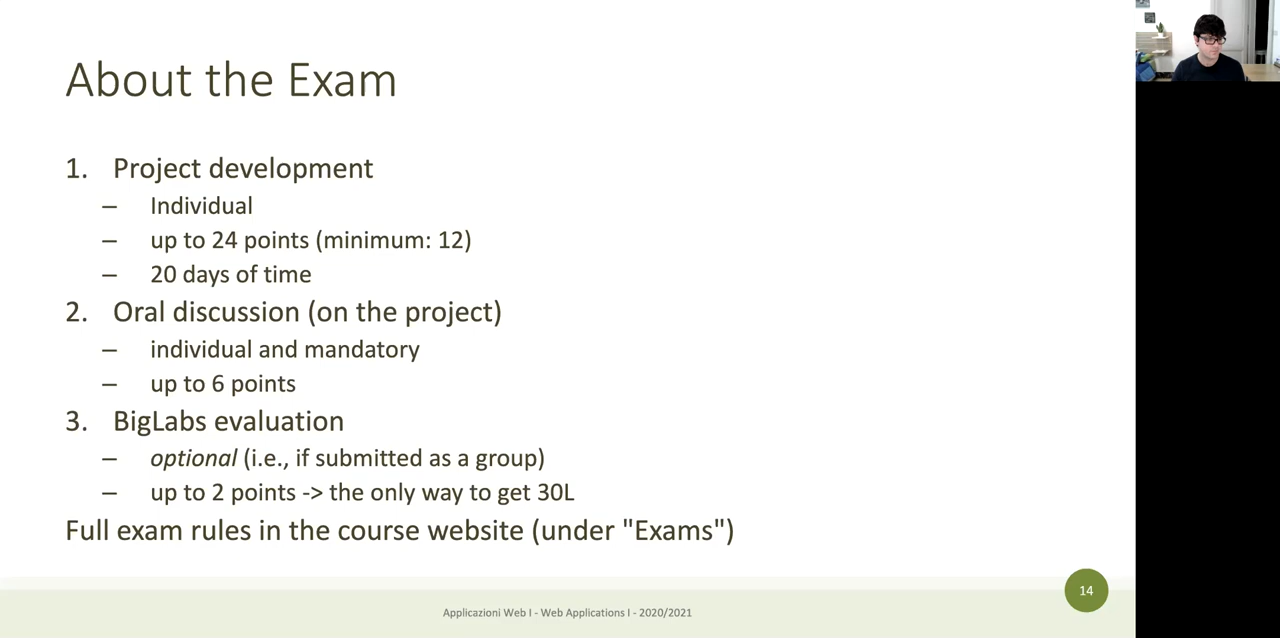 About the Exam
1. Project development
– Individual
– up to 24 points (minimum: 12)
– 20 days of time
2. Oral discussion (on the project)
– individual and mandatory
– up to 6 points
3. BigLabs evaluation
– optional (i.e., if submitted as a group)
– up to 2 points -> the only way to get 30L
Full exam rules in the course website (under "Exams")
14
Applicazioni Web I - Web Applications I - 2020/2021